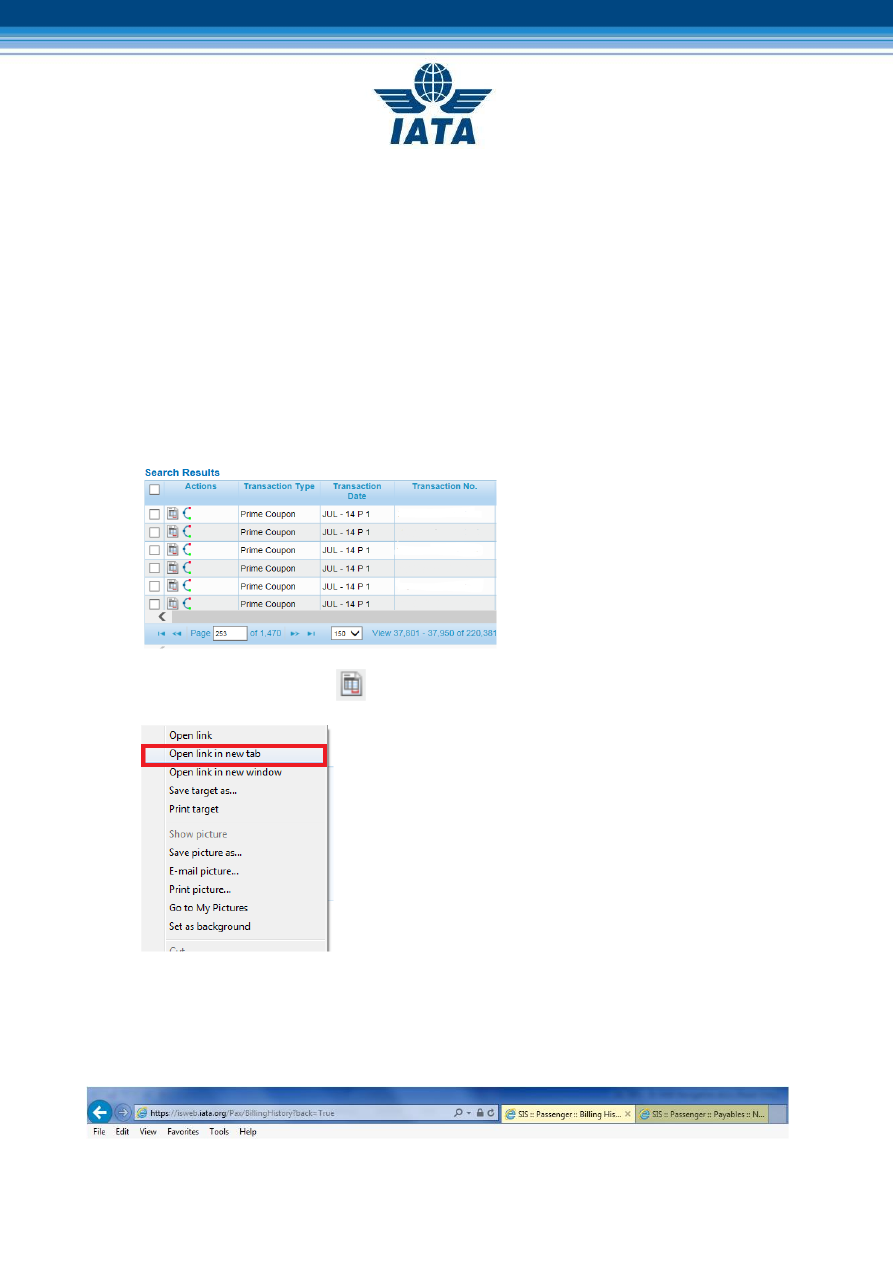 IATA
Search Results
Actions Transaction Type Transaction Date Transaction No.
Prime Coupon JUL - 14 P 1
Prime Coupon JUL - 14 P 1
Prime Coupon JUL - 14 P 1
Prime Coupon JUL - 14 P 1
Prime Coupon JUL - 14 P 1
Prime Coupon JUL - 14 P 1
Page 253 of 1,470 150 View 37,801 - 37,950 of 220,381
Open link
Open link in new tab
Open link in new window
Save target as...
Print target
Show picture
Save picture as...
E-mail picture...
Print picture...
Go to My Pictures
Set as background
https://isweb.iata.org/Pax/BillingHistory?back=True SIS :: Passenger :: Billing His... SIS :: Passenger :: Payables :: N...
File Edit View Favorites Tools Help